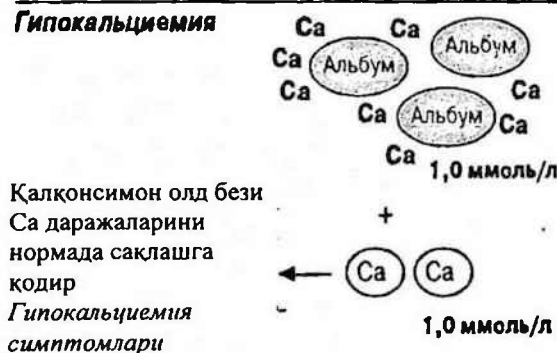 Гипокальциемия
Ca Ca
Альбум
Ca Альбум
Ca Ca
Ca Альбум Ca
Ca 1,0 ммоль/л
Қалқонсимон олд бези
Ca даражаларини
нормада сақлашга
қодир
Гипокальциемия
симптомлари
+
Ca Ca
1,0 ммоль/л